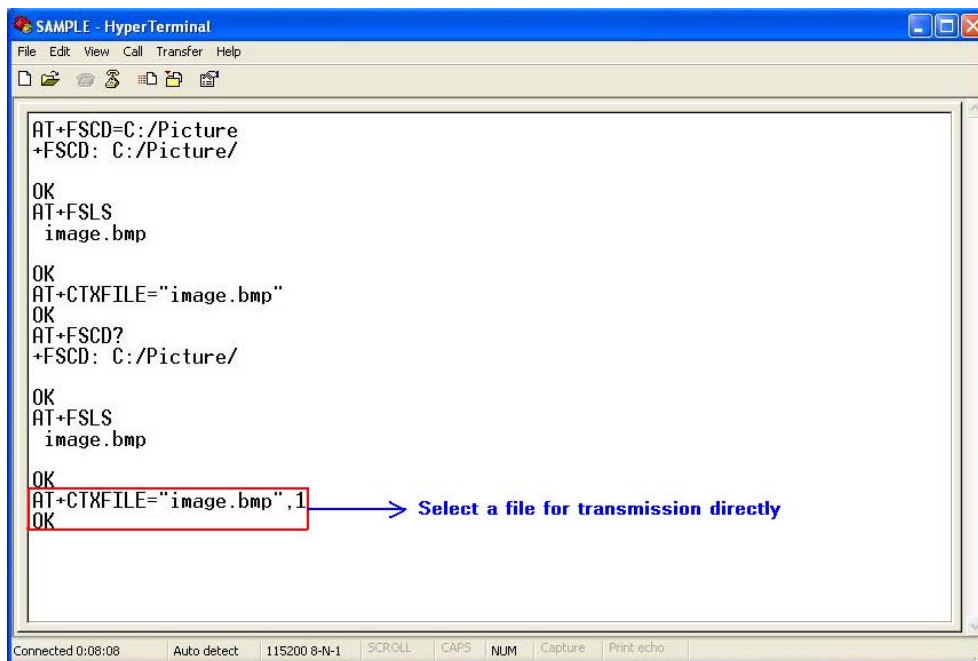 SAMPLE - HyperTerminal
File Edit View Call Transfer Help
AT+FSCD=C:/Picture
+FSCD: C:/Picture/
OK
AT+FSLS
image.bmp
OK
AT+CTXFILE="image.bmp"
OK
AT+FSCD?
+FSCD: C:/Picture/
OK
AT+FSLS
image.bmp
OK
AT+CTXFILE="image.bmp",1
Select a file for transmission directly
OK
Connected 0:08:08 Auto detect 115200 8-N-1 SCROLL CAPS NUM Capture Print echo